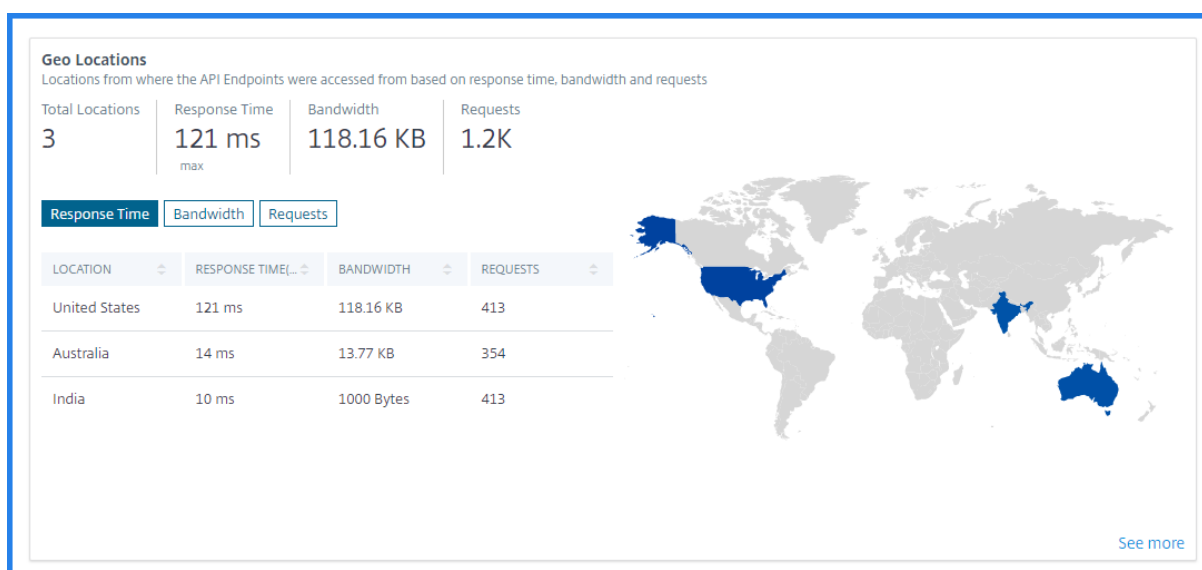 Geo Locations
Locations from where the API Endpoints were accessed from based on response time, bandwidth and requests
Total Locations Response Time Bandwidth Requests
3 121 ms 118.16 KB 1.2K
max
Response Time Bandwidth Requests
LOCATION RESPONSE TIME(... BANDWIDTH REQUESTS
United States 121 ms 118.16 KB 413
Australia 14 ms 13.77 KB 354
India 10 ms 1000 Bytes 413
See more